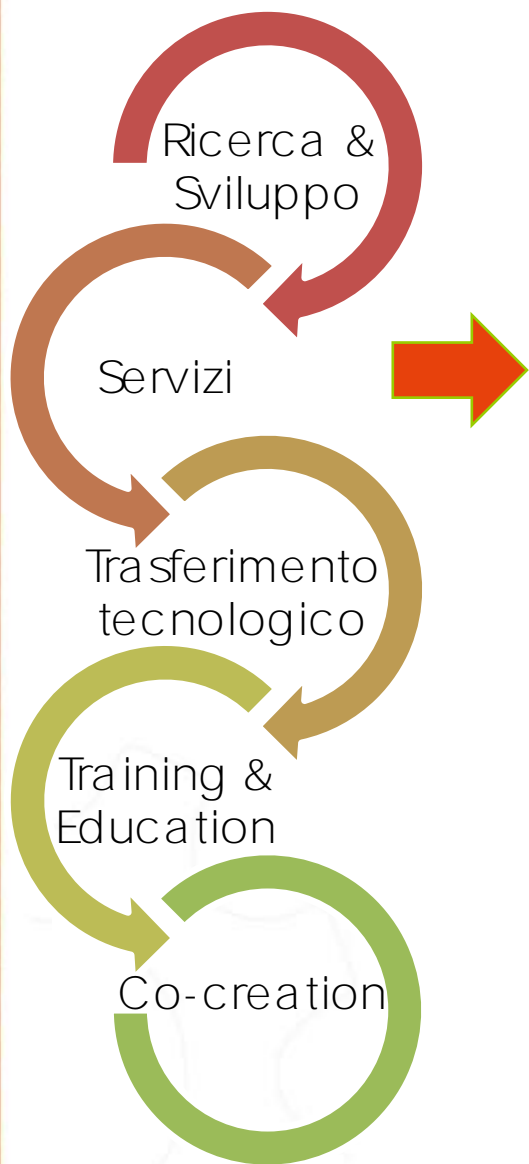 Ricerca &
Sviluppo
Servizi
Trasferimento
tecnologico
Training &
Education
Co-creation